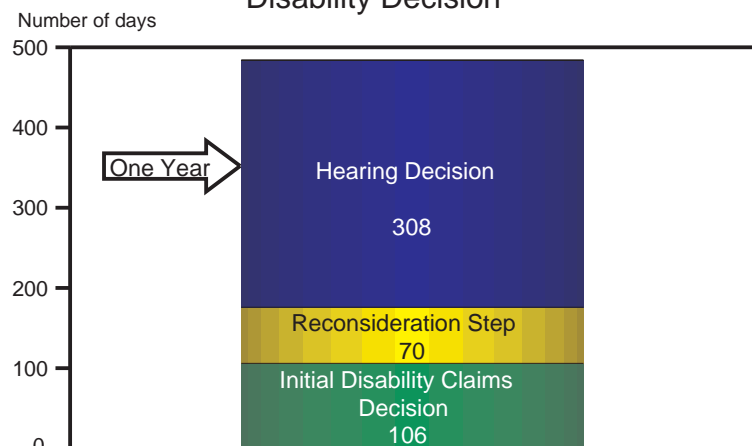 Disability Decision
Number of days
500
400
One Year
Hearing Decision
300
308
200
Reconsideration Step
70
100
Initial Disability Claims
Decision
106
0